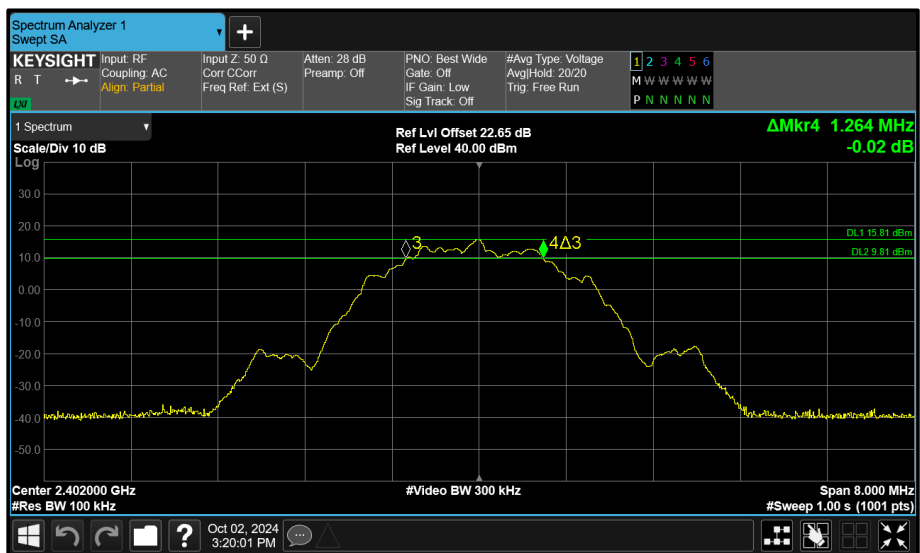 Spectrum Analyzer 1
Swept SA
KEYSIGHT
R T
LXI
Input: RF
Coupling: AC
Align: Partial
Input Z: 50 Ω
Corr CCorr
Freq Ref: Ext (S)
Atten: 28 dB
Preamp: Off
PNO: Best Wide
Gate: Off
IF Gain: Low
Sig Track: Off
#Avg Type: Voltage
Avg|Hold: 20/20
Trig: Free Run
1 2 3 4 5 6
M W W W W W
P N N N N N
1 Spectrum
Scale/Div 10 dB
Log
Ref Lvl Offset 22.65 dB
Ref Level 40.00 dBm
ΔMkr4 1.264 MHz
-0.02 dB
30.0
20.0
DL1 15.81 dBm
3
4Δ3
DL2 9.81 dBm
10.0
0.00
-10.0
-20.0
-30.0
-40.0
-50.0
Center 2.402000 GHz
#Res BW 100 kHz
#Video BW 300 kHz
Span 8.000 MHz
#Sweep 1.00 s (1001 pts)
?
Oct 02, 2024
3:20:01 PM